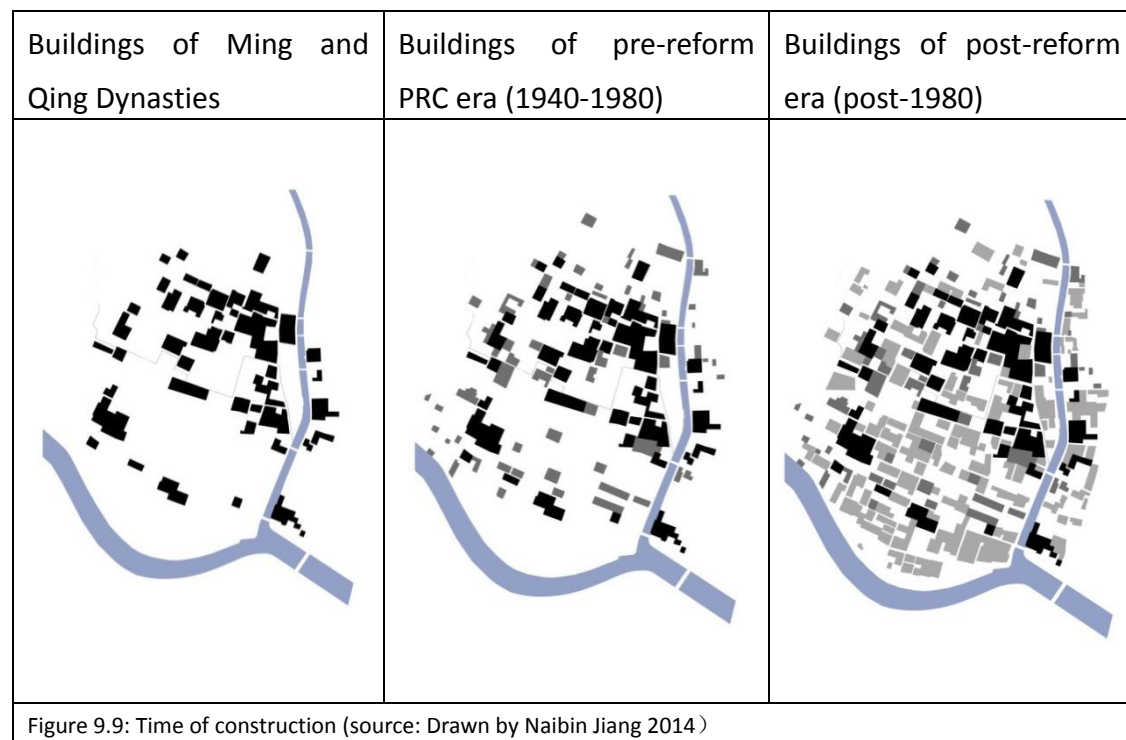 Buildings of Ming and
Qing Dynasties
Buildings of pre-reform
PRC era (1940-1980)
Buildings of post-reform
era (post-1980)
Figure 9.9: Time of construction (source: Drawn by Naibin Jiang 2014）